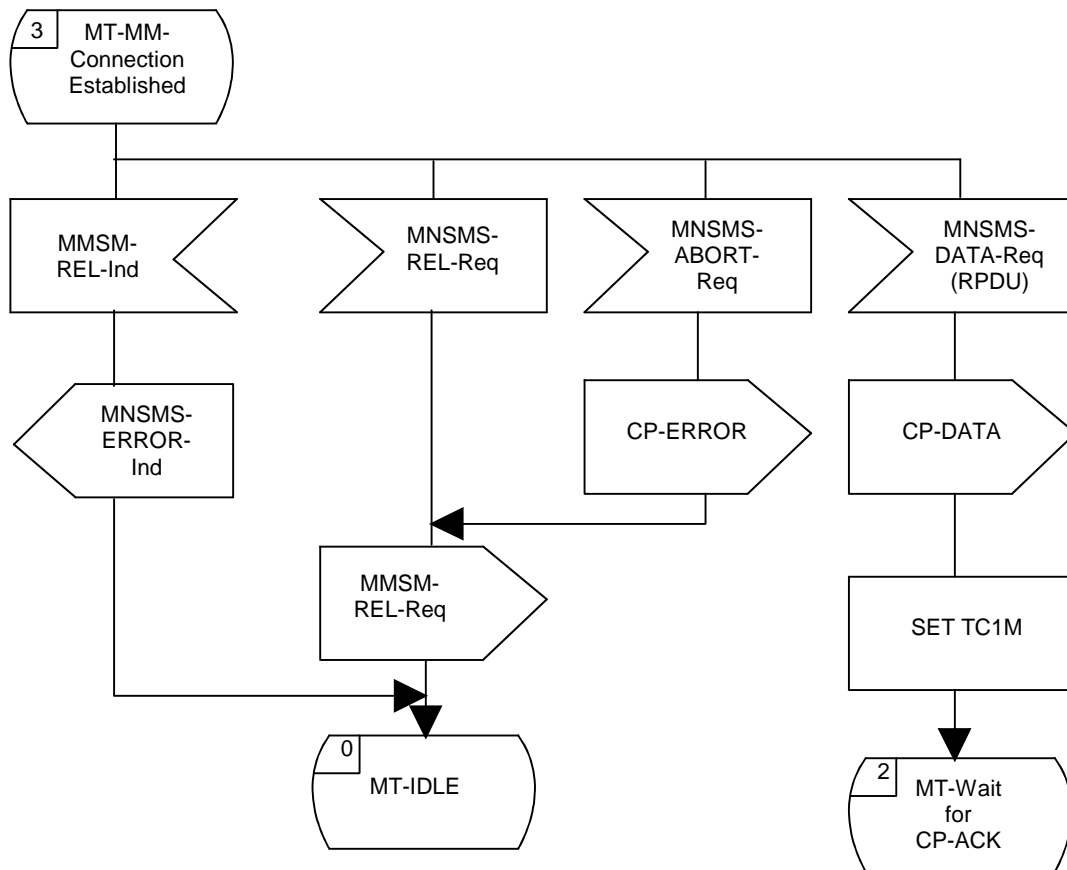 3
MT-MM-
Connection
Established
MMSM-
REL-Ind
MNSMS-
REL-Req
MNSMS-
ABORT-
Req
MNSMS-
DATA-Req
(RPDU)
MNSMS-
ERROR-
Ind
CP-ERROR
CP-DATA
MMSM-
REL-Req
SET TC1M
0
MT-IDLE
2
MT-Wait
for
CP-ACK